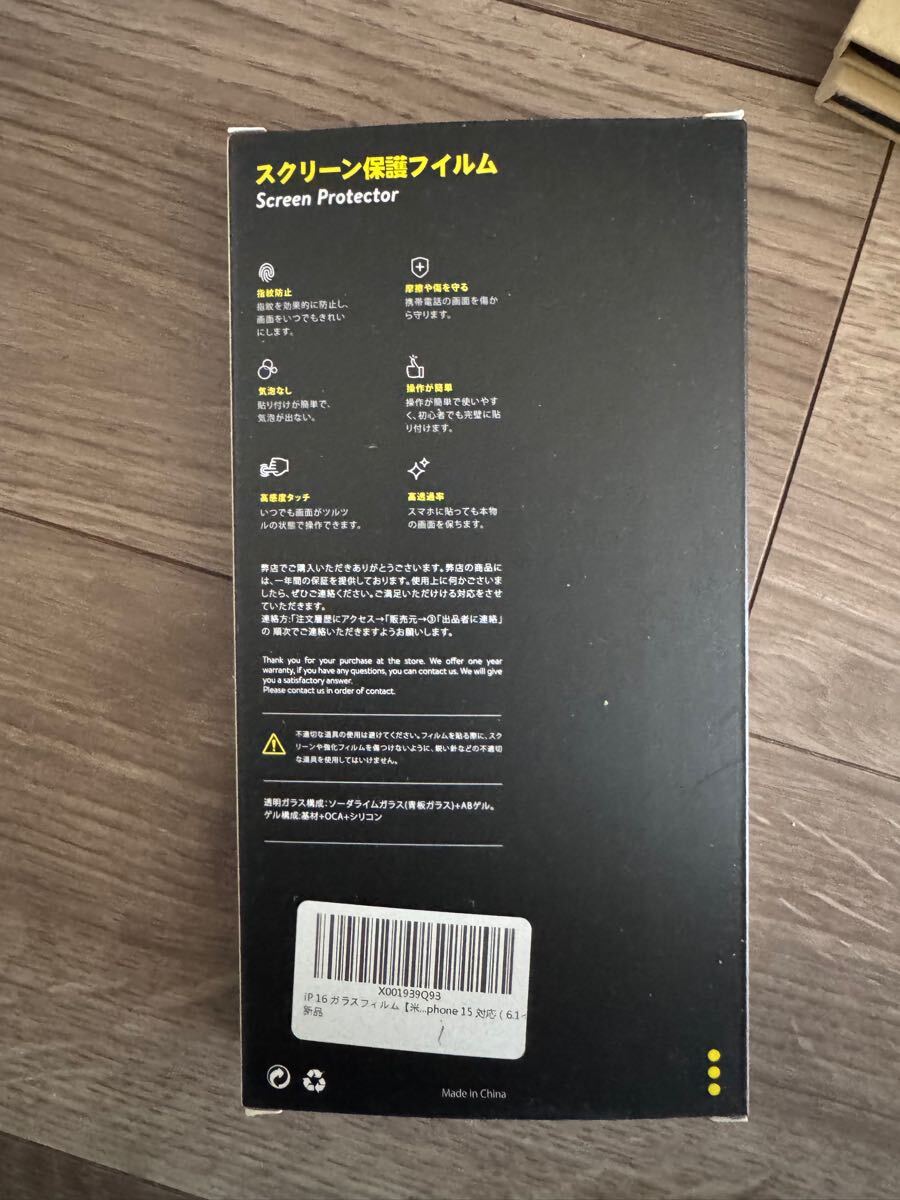 スクリーン保護フイルム
Screen Protector
指紋防止
指紋を効果的に防止し、
画面をいつでもきれい
にします。
摩擦や傷を守る
携帯電話の画面を傷か
ら守ります。
気泡なし
貼り付けが簡単で、
気泡が出ない。
操作が簡単
操作が簡単で使いやす
く、初心者でも完璧に貼
り付けます。
高感度タッチ
いつでも画面がツルツ
ルの状態で操作できます。
高透過率
スマホに貼っても本物
の画面を保ちます。
弊店でご購入いただきありがとうございます。弊店の商品に
は、一年間の保証を提供しております。使用上に何かございま
したら、ぜひご連絡ください。ご満足いただける対応をさせ
ていただきます。
連絡方:「注文履歴にアクセス→「販売元→③「出品者に連絡」
の 順次でご連絡いただきますようお願いします。
Thank you for your purchase at the store. We offer one year
warranty, if you have any questions, you can contact us. We will give
you a satisfactory answer.
Please contact us in order of contact.
不適切な道具の使用は避けてください。フィルムを貼る際に、スク
リーンや強化フィルムを傷つけないように、鋭い針などの不適切
な道具を使用してはいけません。
透明ガラス構成:ソーダライムガラス(青板ガラス)+ABゲル。
ゲル構成:基材+OCA+シリコン
X001939Q93
iP 16 ガラスフィルム【米...phone 15 対応 ( 6.1
新品
Made in China